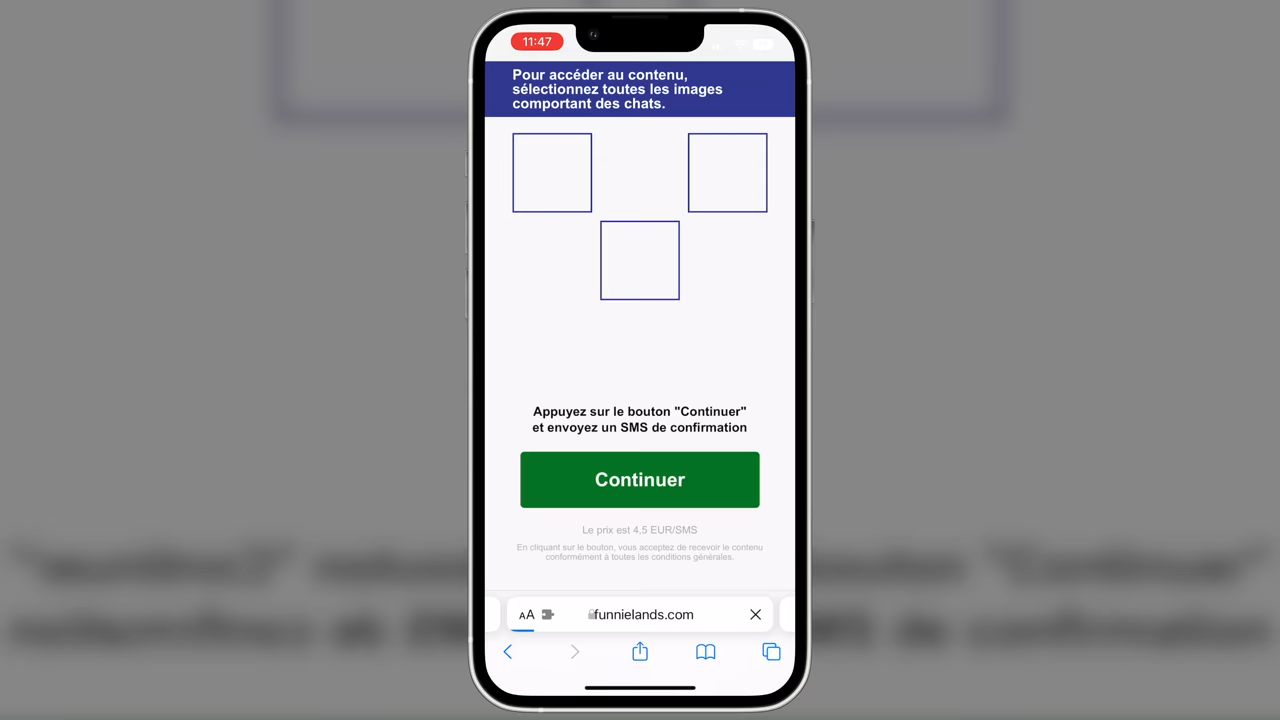 11:47
Pour accéder au contenu,
sélectionnez toutes les images
comportant des chats.
Appuyez sur le bouton "Continuer"
et envoyez un SMS de confirmation
Continuer
Le prix est 4,5 EUR/SMS
En cliquant sur le bouton, vous acceptez de recevoir le contenu
conformément à toutes les conditions générales.
AA funnielands.com